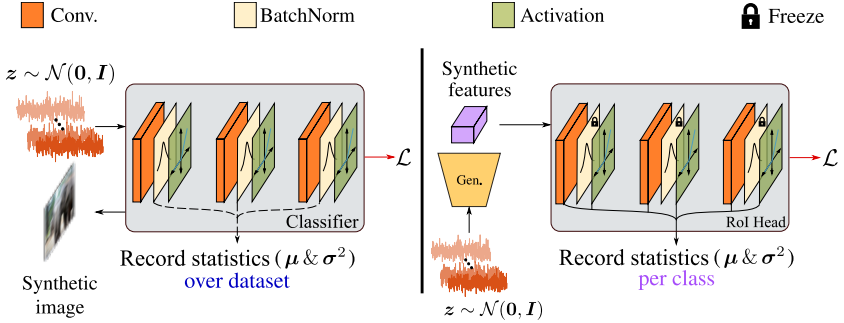 Conv.
BatchNorm
Activation
Freeze
z ∼ 𝒩(0, I)
Classifier
ℒ
Record statistics (μ & σ²)
over dataset
Synthetic
image
Synthetic
features
Gen.
z ∼ 𝒩(0, I)
RoI Head
ℒ
Record statistics (μ & σ²)
per class